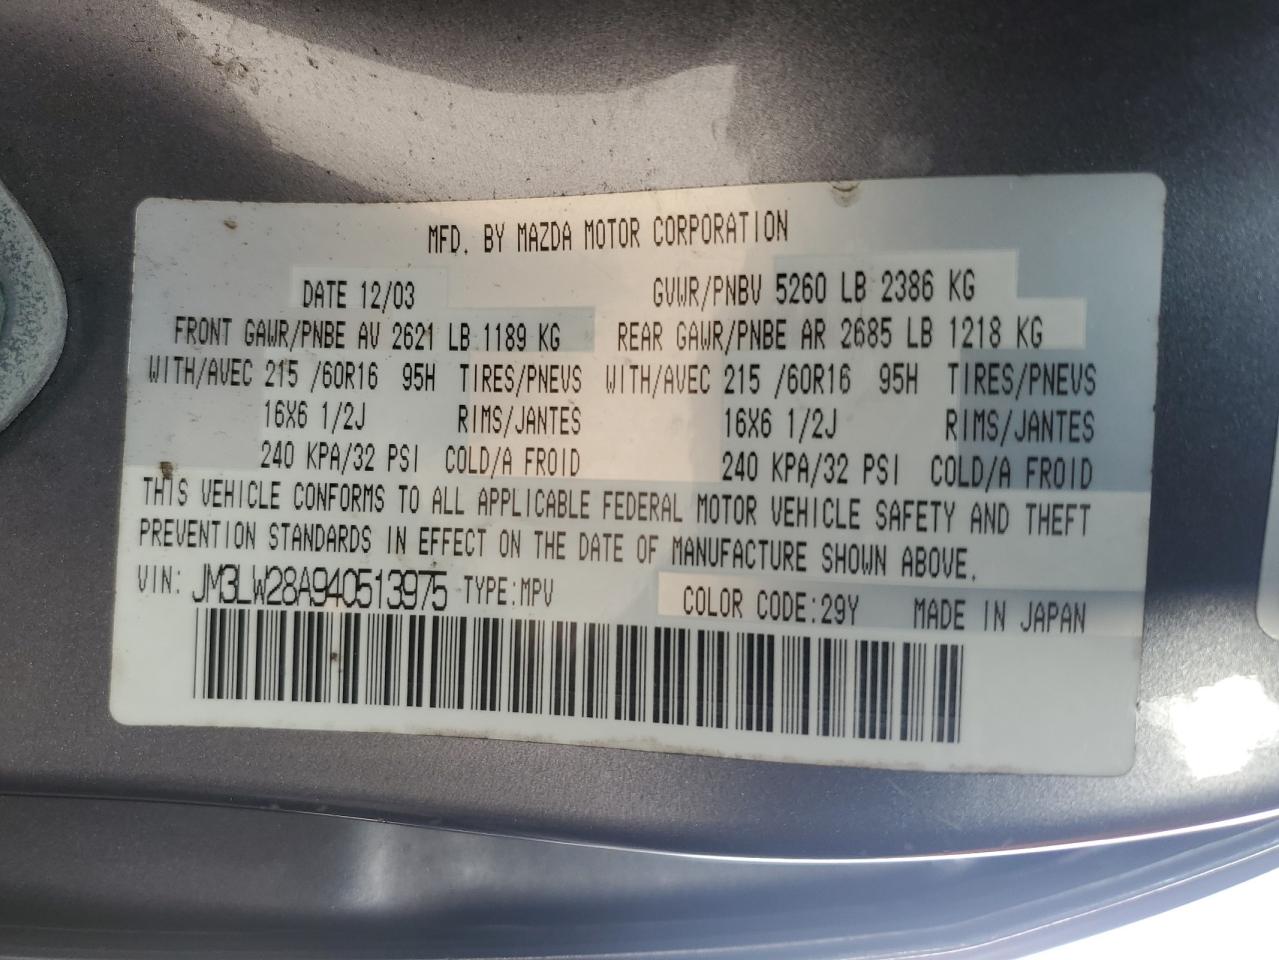 MFD. BY MAZDA MOTOR CORPORATION
DATE 12/03 GVWR/PNBV 5260 LB 2386 KG
FRONT GAWR/PNBE AV 2621 LB 1189 KG REAR GAWR/PNBE AR 2685 LB 1218 KG
WITH/AVEC 215 /60R16 95H TIRES/PNEVS WITH/AVEC 215 /60R16 95H TIRES/PNEVS
16X6 1/2J RIMS/JANTES 16X6 1/2J RIMS/JANTES
240 KPA/32 PSI COLD/A FROID 240 KPA/32 PSI COLD/A FROID
THIS VEHICLE CONFORMS TO ALL APPLICABLE FEDERAL MOTOR VEHICLE SAFETY AND THEFT
PREVENTION STANDARDS IN EFFECT ON THE DATE OF MANUFACTURE SHOWN ABOVE.
VIN: JM3LW28A940513975 TYPE:MPV COLOR CODE:29Y MADE IN JAPAN